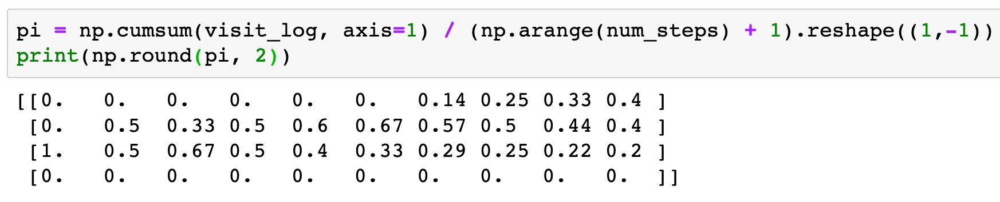 pi = np.cumsum(visit_log, axis=1) / (np.arange(num_steps) + 1).reshape((1,-1))
print(np.round(pi, 2))
[[0.   0.   0.   0.   0.   0.   0.14 0.25 0.33 0.4 ]
 [0.   0.5  0.33 0.5  0.6  0.67 0.57 0.5  0.44 0.4 ]
 [1.   0.5  0.67 0.5  0.4  0.33 0.29 0.25 0.22 0.2 ]
 [0.   0.   0.   0.   0.   0.   0.   0.   0.   0.  ]]